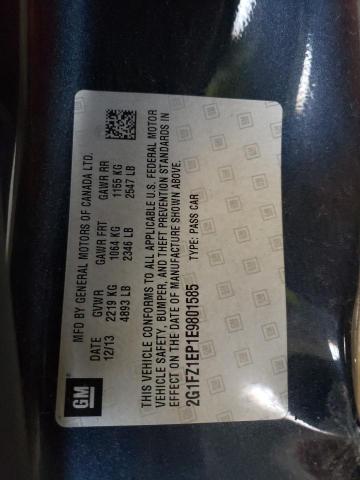 MFD BY GENERAL MOTORS OF CANADA LTD.
DATE GVWR GAWR FRT GAWR RR
12/13 2219 KG 1064 KG 1155 KG
4893 LB 2346 LB 2547 LB
THIS VEHICLE CONFORMS TO ALL APPLICABLE U.S. FEDERAL MOTOR
VEHICLE SAFETY, BUMPER, AND THEFT PREVENTION STANDARDS IN
EFFECT ON THE DATE OF MANUFACTURE SHOWN ABOVE.
2G1FZ1EP1E9801585 TYPE: PASS CAR
GM